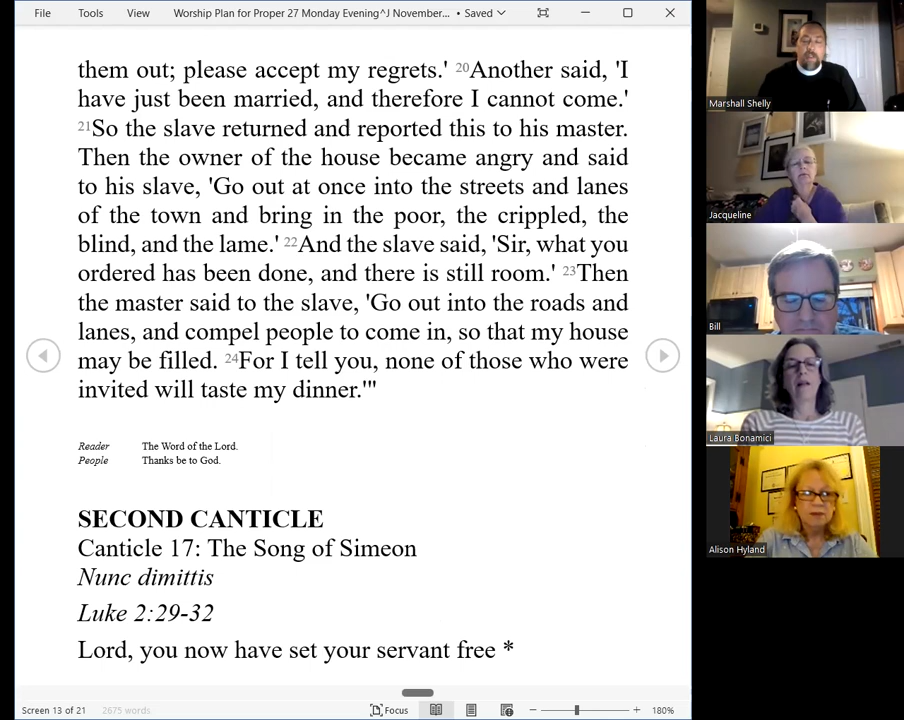 File Tools View Worship Plan for Proper 27 Monday Evening^J November... • Saved
them out; please accept my regrets.' 20Another said, 'I
have just been married, and therefore I cannot come.'
21So the slave returned and reported this to his master.
Then the owner of the house became angry and said
to his slave, 'Go out at once into the streets and lanes
of the town and bring in the poor, the crippled, the
blind, and the lame.' 22And the slave said, 'Sir, what you
ordered has been done, and there is still room.' 23Then
the master said to the slave, 'Go out into the roads and
lanes, and compel people to come in, so that my house
may be filled. 24For I tell you, none of those who were
invited will taste my dinner.'"
Reader The Word of the Lord.
People Thanks be to God.
SECOND CANTICLE
Canticle 17: The Song of Simeon
Nunc dimittis
Luke 2:29-32
Lord, you now have set your servant free *
Screen 13 of 21 2675 words Focus 180%
Marshall Shelly
Jacqueline
Bill
Laura Bonamici
Alison Hyland